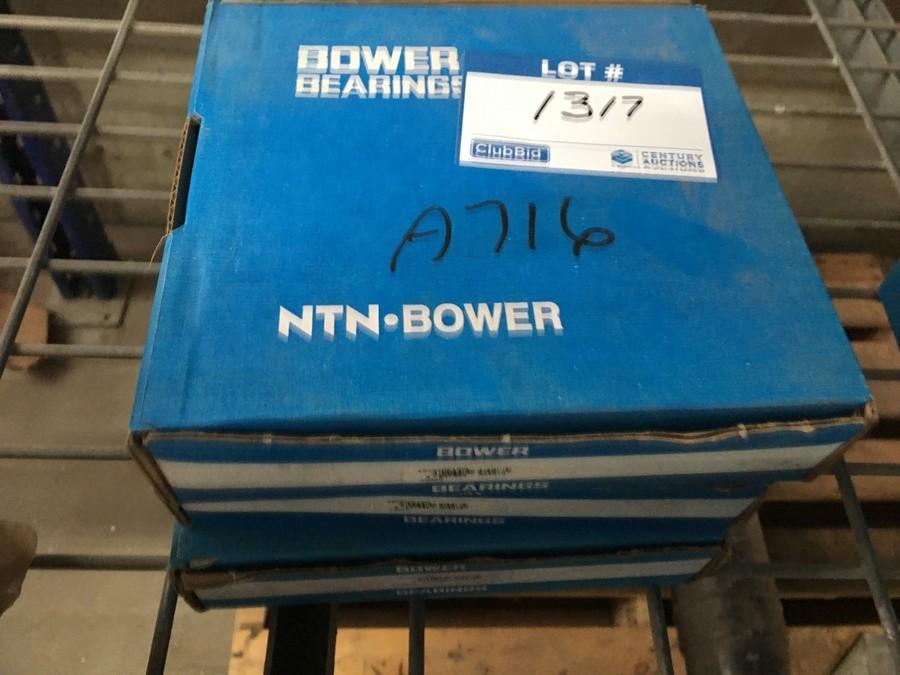 BOWER
BEARINGS
LOT #
1317
ClubBid
CENTURY
AUCTIONS
A716
NTN•BOWER
BOWER
BEARINGS
BEARINGS
BOWER
BEARINGS